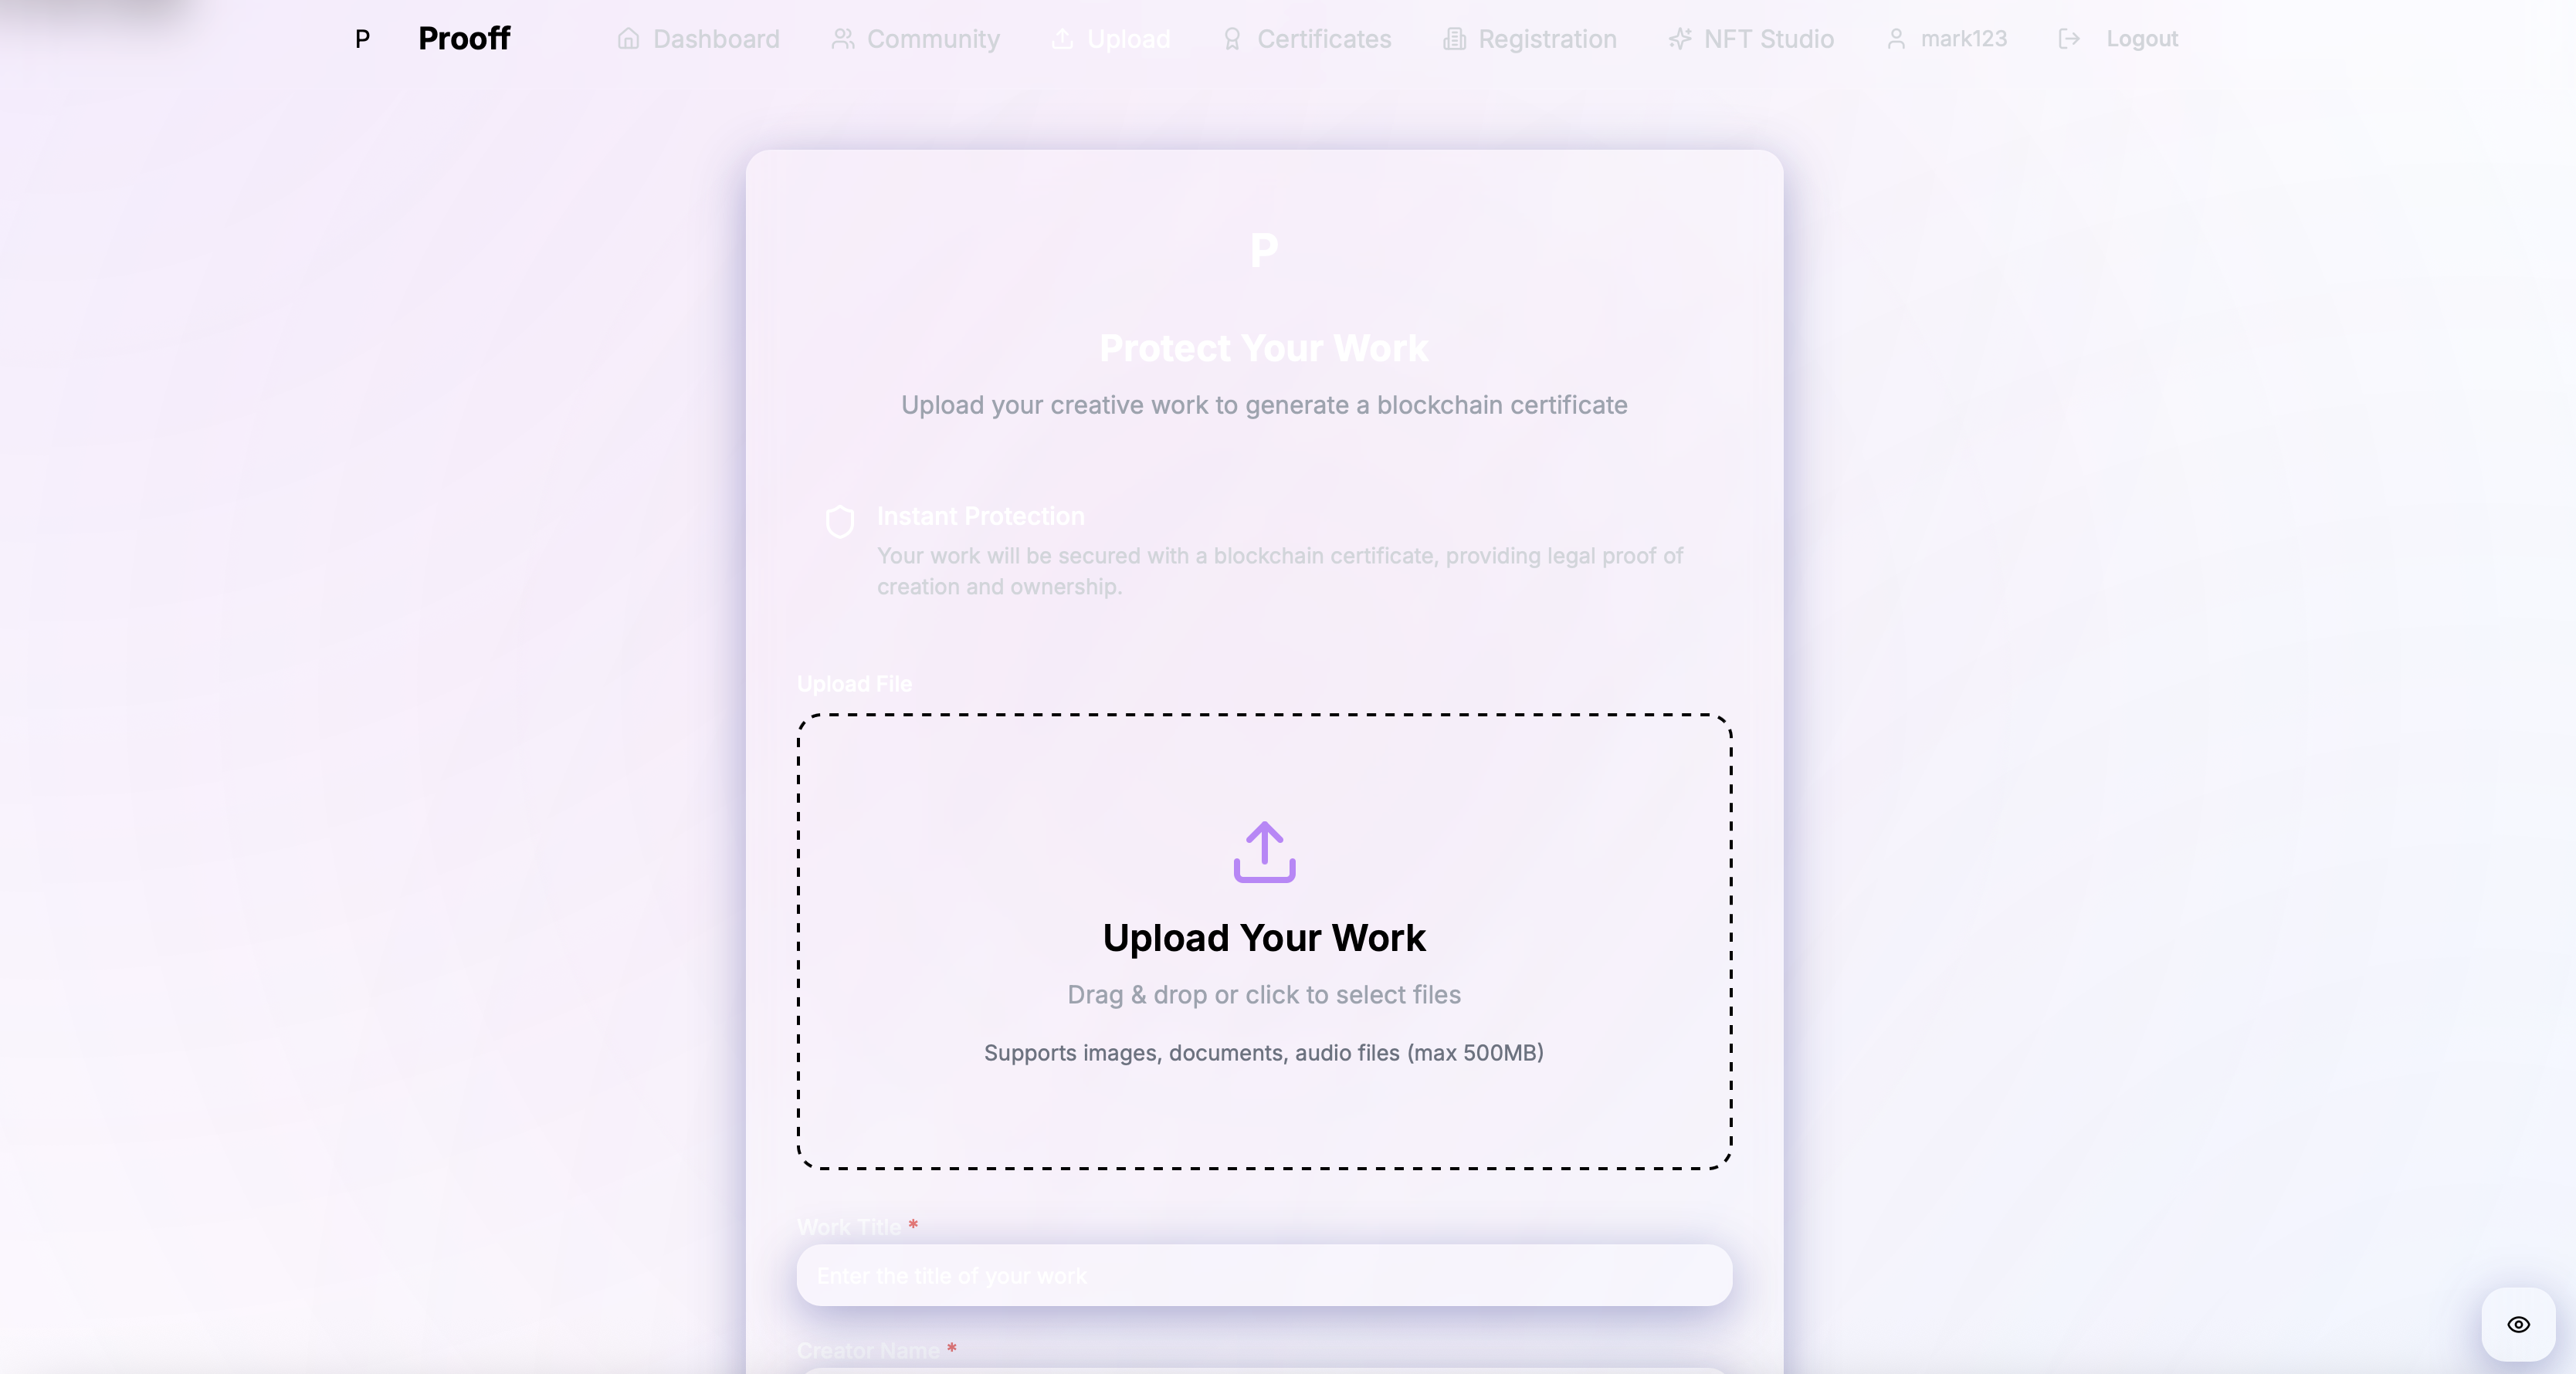 P Prooff Dashboard Community Upload Certificates Registration NFT Studio mark123 Logout
P
Protect Your Work
Upload your creative work to generate a blockchain certificate
Instant Protection
Your work will be secured with a blockchain certificate, providing legal proof of
creation and ownership.
Upload File
Upload Your Work
Drag & drop or click to select files
Supports images, documents, audio files (max 500MB)
Work Title *
Enter the title of your work
Creator Name *